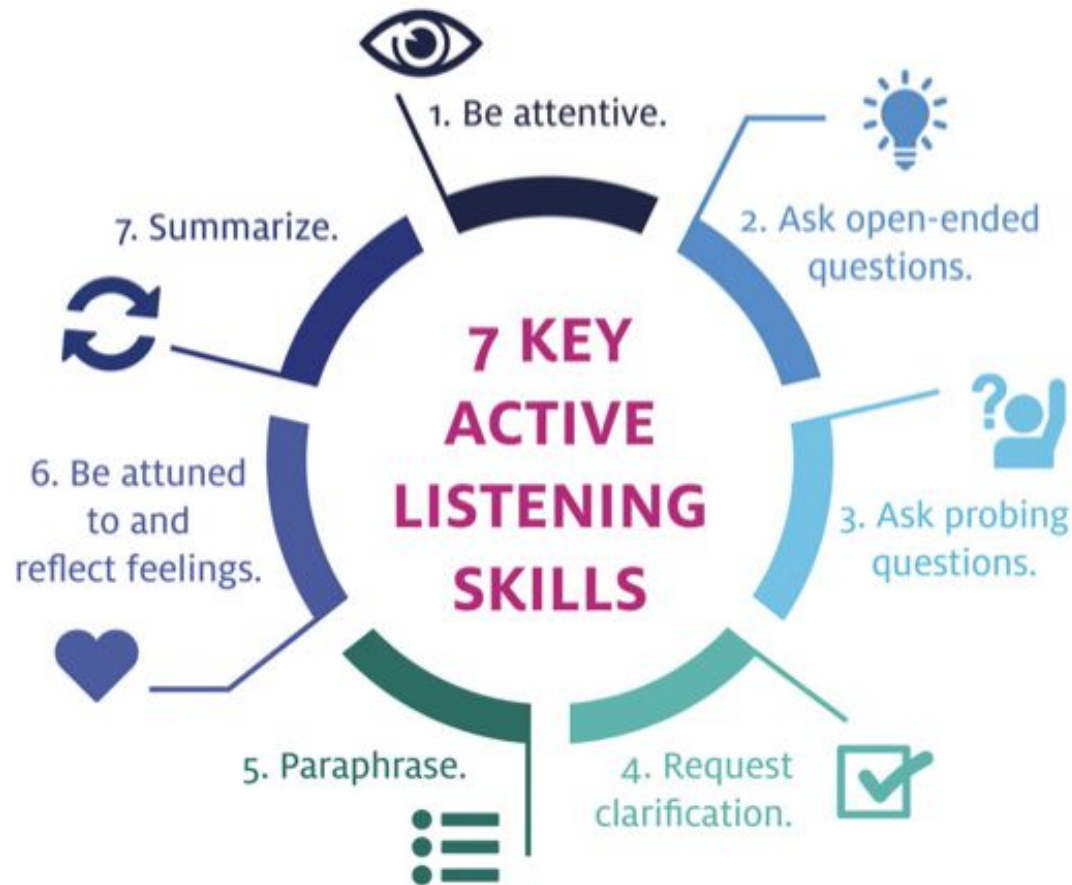 7 KEY
ACTIVE
LISTENING
SKILLS
1. Be attentive.
2. Ask open-ended
questions.
3. Ask probing
questions.
4. Request
clarification.
5. Paraphrase.
6. Be attuned
to and
reflect feelings.
7. Summarize.